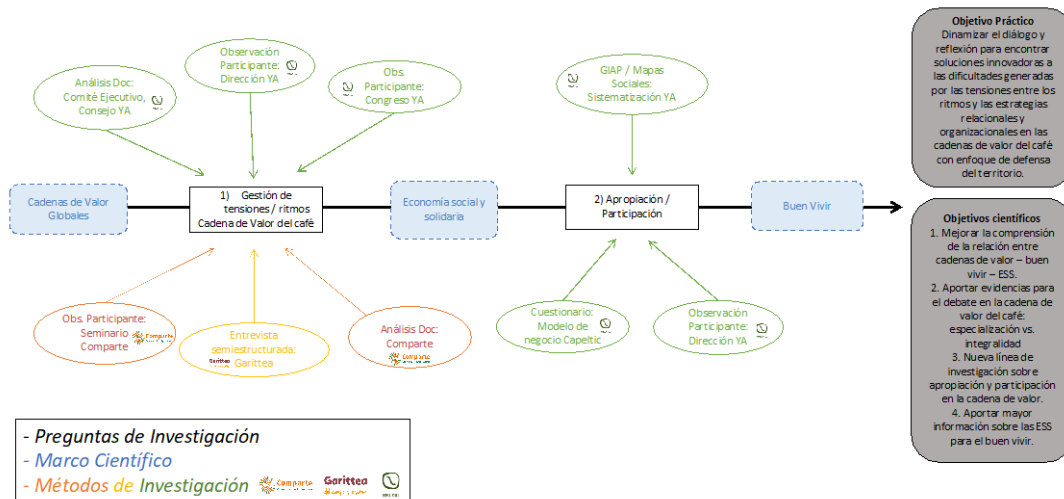 Análisis Doc:
Comité Ejecutivo,
Consejo YA
Observación
Participante:
Dirección YA
Obs.
Participante:
Congreso YA
GIAP / Mapas
Sociales:
Sistematización YA
Cadenas de Valor
Globales
1) Gestión de
tensiones / ritmos
Cadena de Valor del café
Economía social y
solidaria
2) Apropiación /
Participación
Buen Vivir
Obs. Participante:
Seminario
Comparte
Comparte
Entrevista
semiestructurada:
Garittea
Garittea
Análisis Doc:
Comparte
Comparte
Cuestionario:
Modelo de
negocio Capeltic
Observación
Participante:
Dirección YA
Objetivo Práctico
Dinamizar el diálogo y
reflexión para encontrar
soluciones innovadoras
a las dificultades generadas
por las tensiones entre los
ritmos y las estrategias
relacionales y
organizacionales en las
cadenas de valor del café
con enfoque de defensa
del territorio.
Objetivos científicos
1. Mejorar la comprensión
de la relación entre
cadenas de valor – buen
vivir – ESS.
2. Aportar evidencias para
el debate en la cadena de
valor del café:
especialización vs.
integralidad
3. Nueva línea de
investigación sobre
apropiación y participación
en la cadena de valor.
4. Aportar mayor
información sobre las ESS
para el buen vivir.
- Preguntas de Investigación
- Marco Científico
- Métodos de Investigación Comparte Garittea